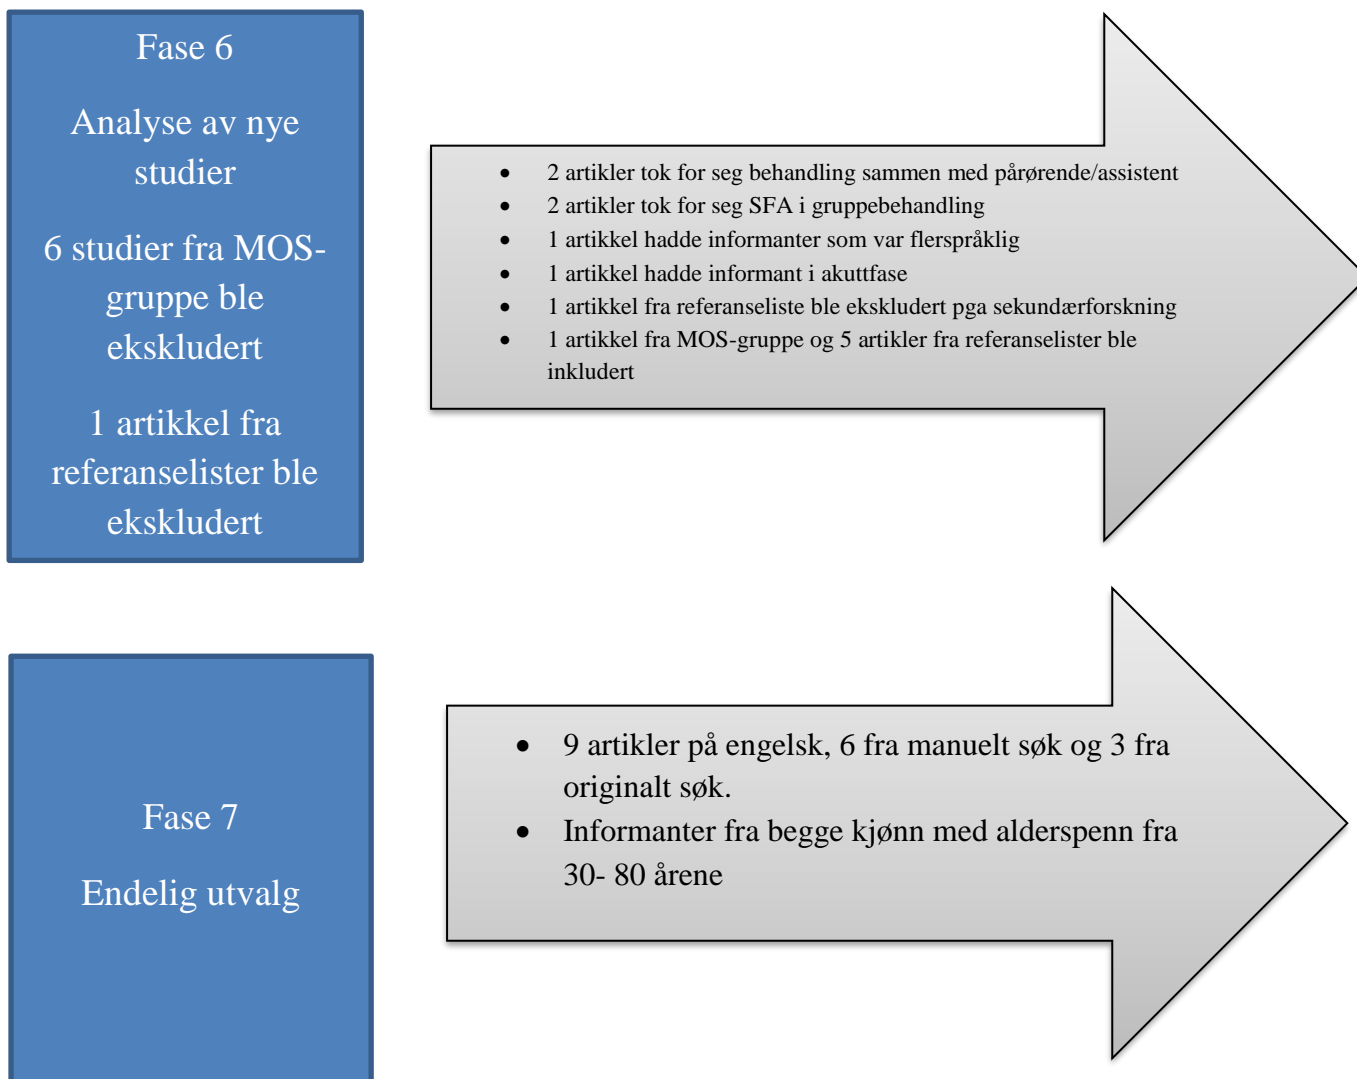 Fase 6
Analyse av nye
studier
6 studier fra MOS-
gruppe ble
ekskludert
1 artikkel fra
referanselister ble
ekskludert
• 2 artikler tok for seg behandling sammen med pårørende/assistent
• 2 artikler tok for seg SFA i gruppebehandling
• 1 artikkel hadde informanter som var flerspråklig
• 1 artikkel hadde informant i akuttfase
• 1 artikkel fra referanseliste ble ekskludert pga sekundærforskning
• 1 artikkel fra MOS-gruppe og 5 artikler fra referanselister ble
inkludert
Fase 7
Endelig utvalg
• 9 artikler på engelsk, 6 fra manuelt søk og 3 fra
originalt søk.
• Informanter fra begge kjønn med alderspenn fra
30- 80 årene